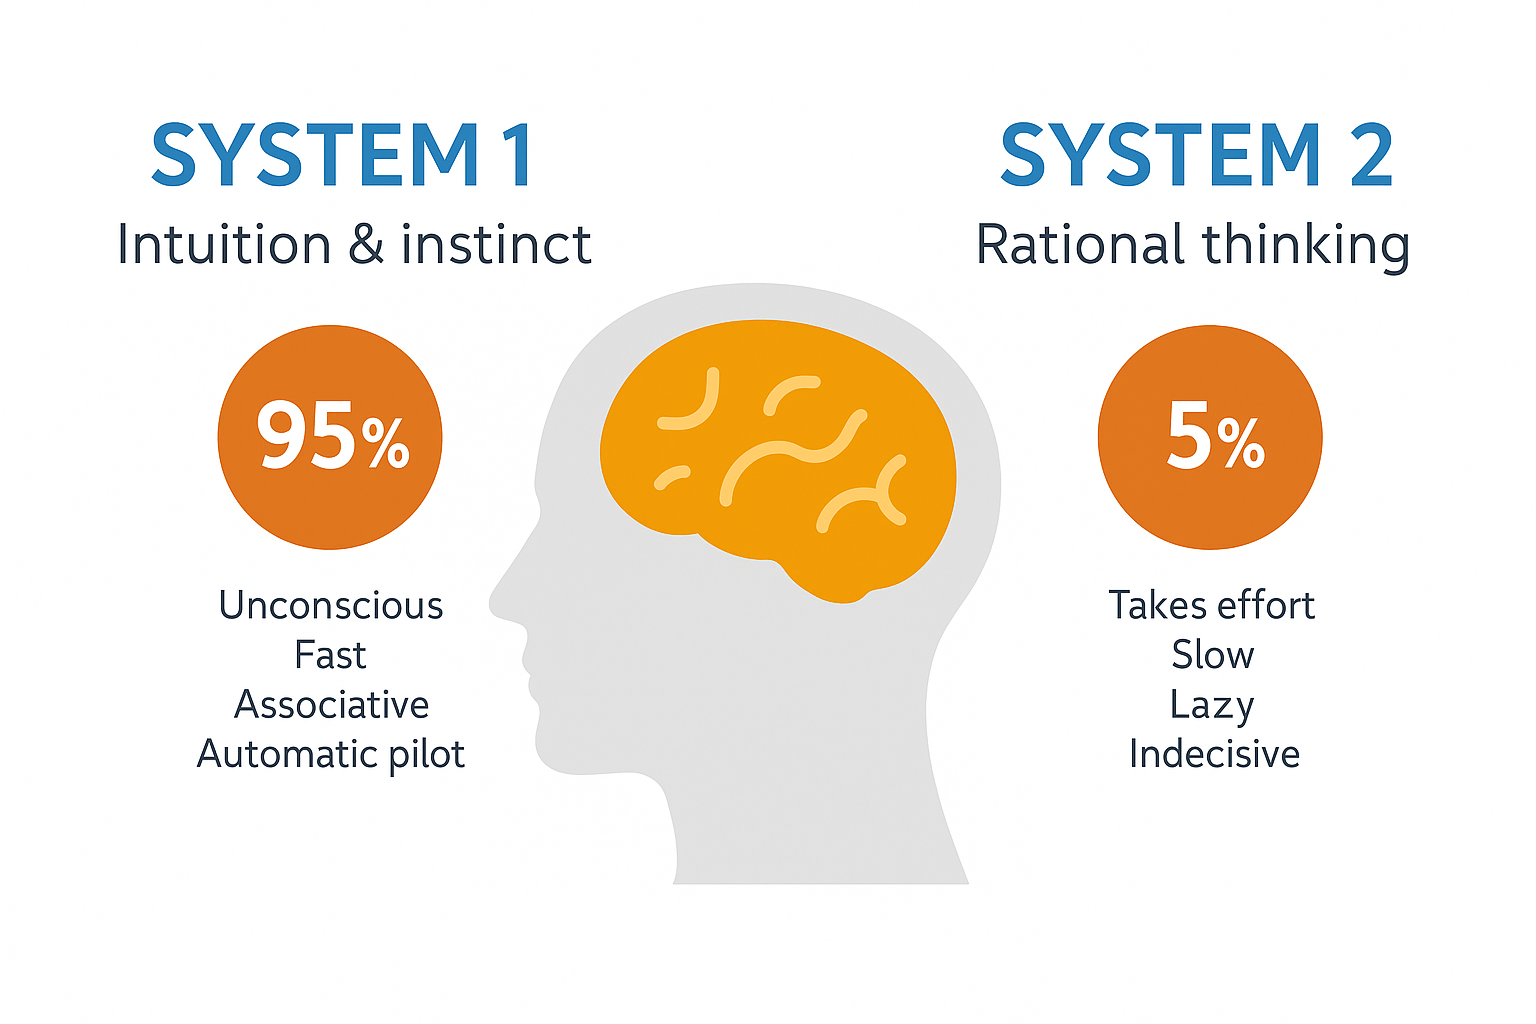 SYSTEM 1
Intuition & instinct
95%
Unconscious
Fast
Associative
Automatic pilot
SYSTEM 2
Rational thinking
5%
Takes effort
Slow
Lazy
Indecisive